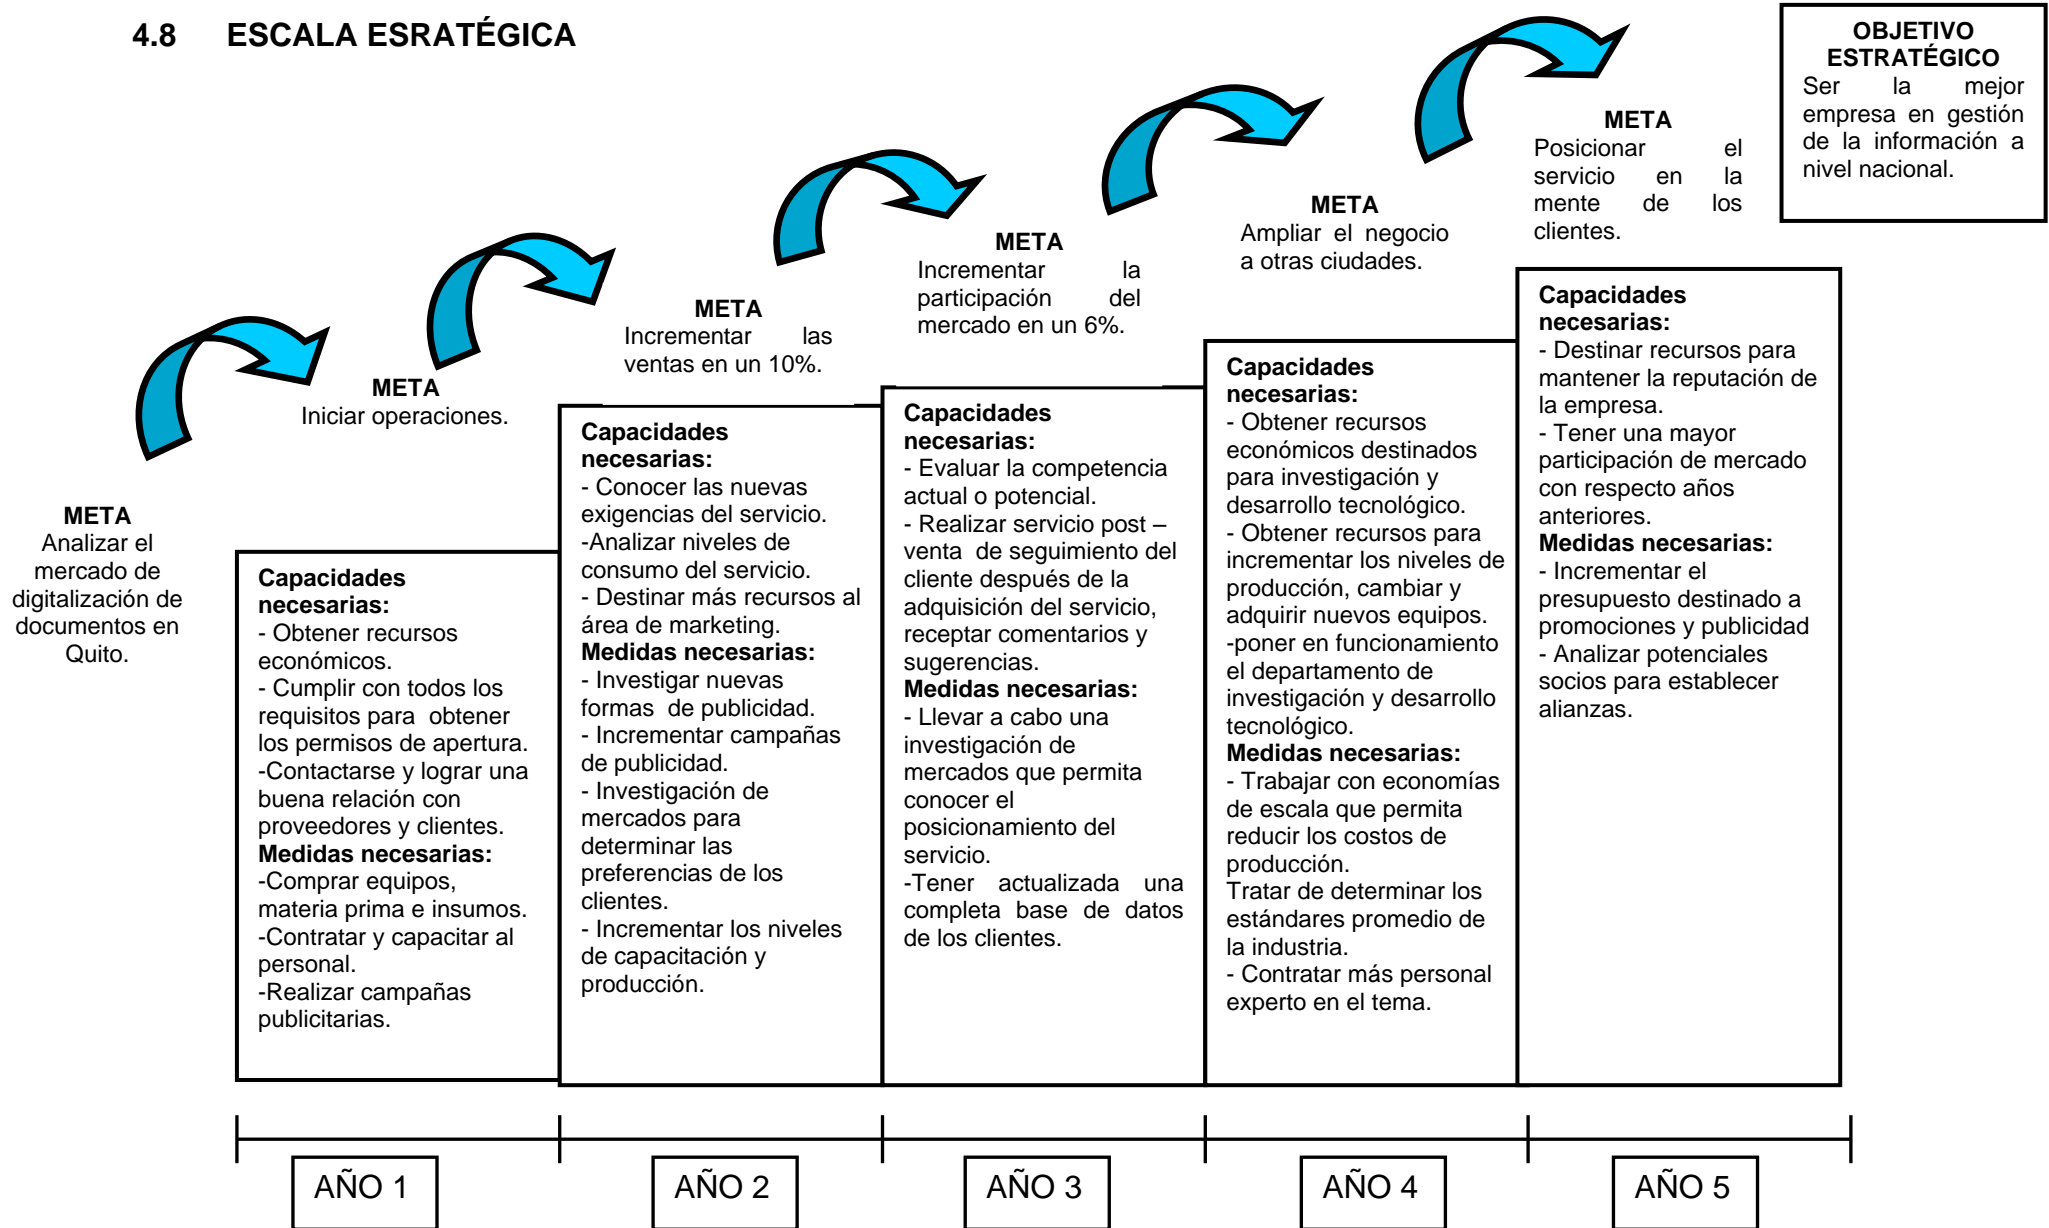 4.8 ESCALA ESRATÉGICA
META
Analizar el
mercado de
digitalización de
documentos en
Quito.
META
Iniciar operaciones.
META
Incrementar las
ventas en un 10%.
META
Incrementar la
participación del
mercado en un 6%.
META
Ampliar el negocio
a otras ciudades.
META
Posicionar el
servicio en la
mente de los
clientes.
OBJETIVO
ESTRATÉGICO
Ser la mejor
empresa en gestión
de la información a
nivel nacional.
Capacidades
necesarias:
- Obtener recursos
económicos.
- Cumplir con todos los
requisitos para obtener
los permisos de apertura.
-Contactarse y lograr una
buena relación con
proveedores y clientes.
Medidas necesarias:
-Comprar equipos,
materia prima e insumos.
-Contratar y capacitar al
personal.
-Realizar campañas
publicitarias.
Capacidades
necesarias:
- Conocer las nuevas
exigencias del servicio.
-Analizar niveles de
consumo del servicio.
- Destinar más recursos al
área de marketing.
Medidas necesarias:
- Investigar nuevas
formas de publicidad.
- Incrementar campañas
de publicidad.
- Investigación de
mercados para
determinar las
preferencias de los
clientes.
- Incrementar los niveles
de capacitación y
producción.
Capacidades
necesarias:
- Evaluar la competencia
actual o potencial.
- Realizar servicio post –
venta de seguimiento del
cliente después de la
adquisición del servicio,
receptar comentarios y
sugerencias.
Medidas necesarias:
- Llevar a cabo una
investigación de
mercados que permita
conocer el
posicionamiento del
servicio.
-Tener actualizada una
completa base de datos
de los clientes.
Capacidades
necesarias:
- Obtener recursos
económicos destinados
para investigación y
desarrollo tecnológico.
- Obtener recursos para
incrementar los niveles de
producción, cambiar y
adquirir nuevos equipos.
-poner en funcionamiento
el departamento de
investigación y desarrollo
tecnológico.
Medidas necesarias:
- Trabajar con economías
de escala que permita
reducir los costos de
producción.
Tratar de determinar los
estándares promedio de
la industria.
- Contratar más personal
experto en el tema.
Capacidades
necesarias:
- Destinar recursos para
mantener la reputación de
la empresa.
- Tener una mayor
participación de mercado
con respecto años
anteriores.
Medidas necesarias:
- Incrementar el
presupuesto destinado a
promociones y publicidad
- Analizar potenciales
socios para establecer
alianzas.
AÑO 1
AÑO 2
AÑO 3
AÑO 4
AÑO 5